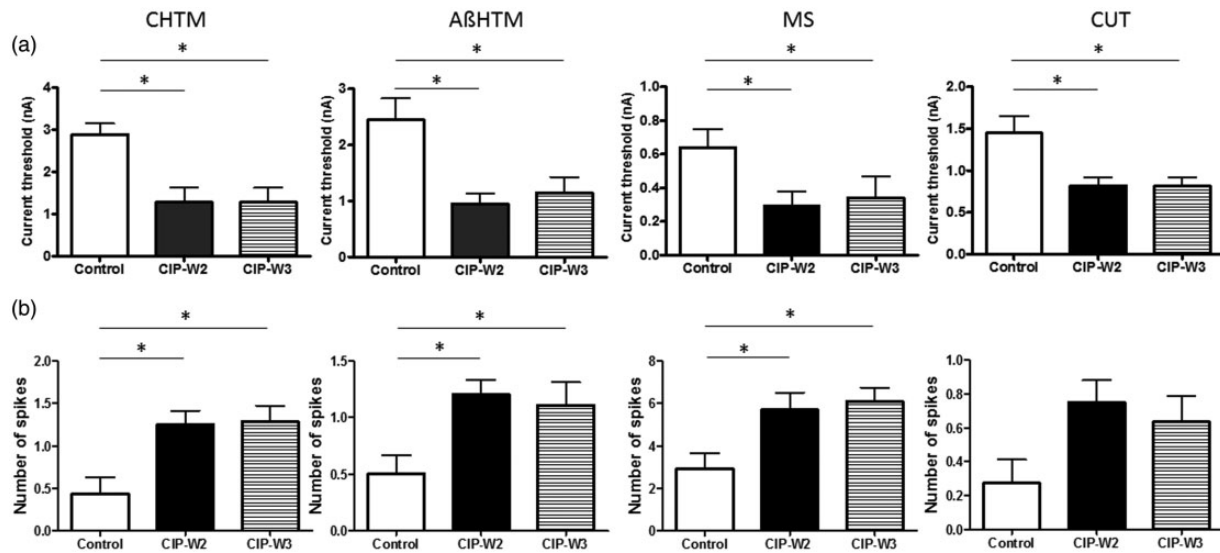 CHTM AßHTM MS CUT
(a)
* * * *
* * * *
Current threshold (nA)
4
3
2
1
0
Control CIP-W2 CIP-W3
Current threshold (nA)
3
2
1
0
Control CIP-W2 CIP-W3
Current threshold (nA)
1.0
0.8
0.6
0.4
0.2
0.0
Control CIP-W2 CIP-W3
Current threshold (nA)
2.0
1.5
1.0
0.5
0.0
Control CIP-W2 CIP-W3
(b)
* * *
* * *
Number of spikes
2.0
1.5
1.0
0.5
0.0
Control CIP-W2 CIP-W3
Number of spikes
1.5
1.0
0.5
0.0
Control CIP-W2 CIP-W3
Number of spikes
8
6
4
2
0
Control CIP-W2 CIP-W3
Number of spikes
1.0
0.8
0.6
0.4
0.2
0.0
Control CIP-W2 CIP-W3